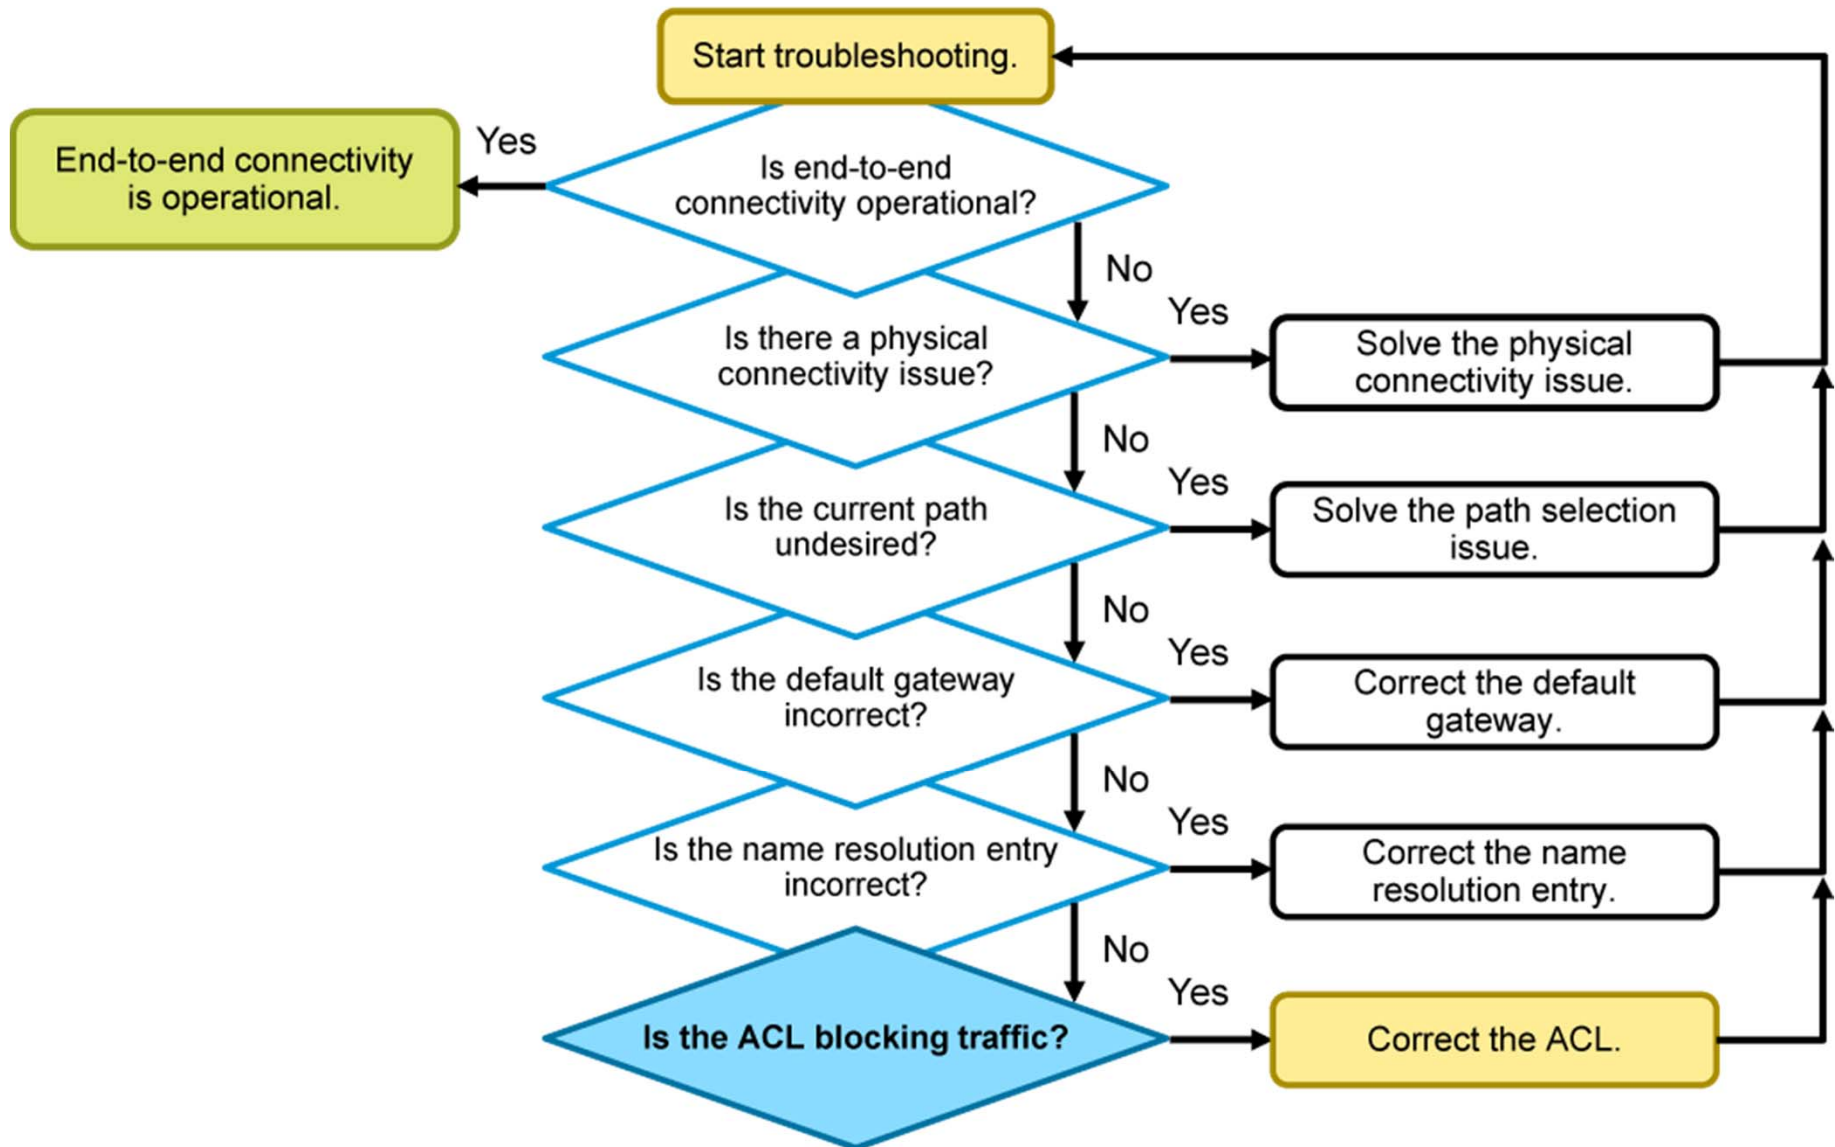 Start troubleshooting.
End-to-end connectivity
is operational.
Yes
Is end-to-end
connectivity operational?
No
Is there a physical
connectivity issue?
Yes
Solve the physical
connectivity issue.
No
Is the current path
undesired?
Yes
Solve the path selection
issue.
No
Is the default gateway
incorrect?
Yes
Correct the default
gateway.
No
Is the name resolution entry
incorrect?
Yes
Correct the name
resolution entry.
No
Is the ACL blocking traffic?
Yes
Correct the ACL.